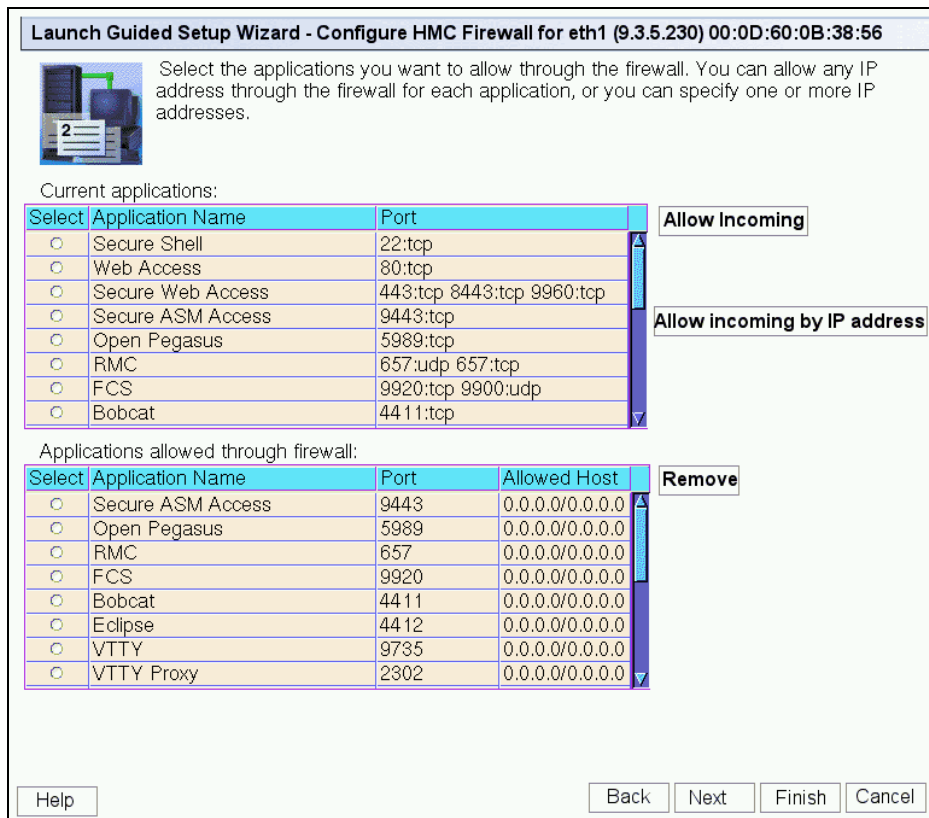 Launch Guided Setup Wizard - Configure HMC Firewall for eth1 (9.3.5.230) 00:0D:60:0B:38:56
Select the applications you want to allow through the firewall. You can allow any IP
address through the firewall for each application, or you can specify one or more IP
addresses.
2
Current applications:
Select Application Name Port
Secure Shell 22:tcp
Web Access 80:tcp
Secure Web Access 443:tcp 8443:tcp 9960:tcp
Secure ASM Access 9443:tcp
Open Pegasus 5989:tcp
RMC 657:udp 657:tcp
FCS 9920:tcp 9900:udp
Bobcat 4411:tcp
Allow Incoming
Allow incoming by IP address
Applications allowed through firewall:
Select Application Name Port Allowed Host
Secure ASM Access 9443 0.0.0.0/0.0.0.0
Open Pegasus 5989 0.0.0.0/0.0.0.0
RMC 657 0.0.0.0/0.0.0.0
FCS 9920 0.0.0.0/0.0.0.0
Bobcat 4411 0.0.0.0/0.0.0.0
Eclipse 4412 0.0.0.0/0.0.0.0
VTTY 9735 0.0.0.0/0.0.0.0
VTTY Proxy 2302 0.0.0.0/0.0.0.0
Remove
Help Back Next Finish Cancel